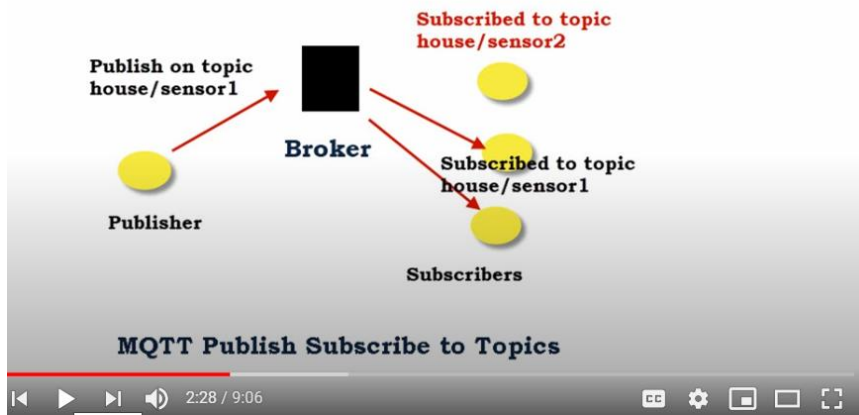 Subscribed to topic
house/sensor2
Publish on topic
house/sensor1
Broker
Subscribed to topic
house/sensor1
Publisher
Subscribers
MQTT Publish Subscribe to Topics
2:28 / 9:06
CC